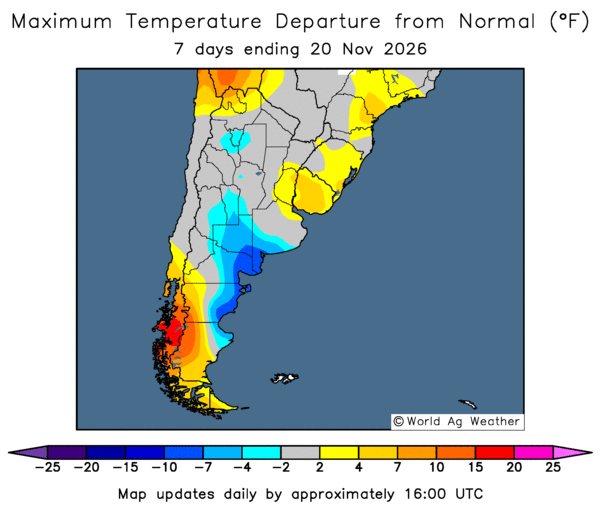 Maximum Temperature Departure from Normal (°F)
7 days ending 20 Nov 2026
© World Ag Weather
-25 -20 -15 -10 -7 -4 -2 2 4 7 10 15 20 25
Map updates daily by approximately 16:00 UTC